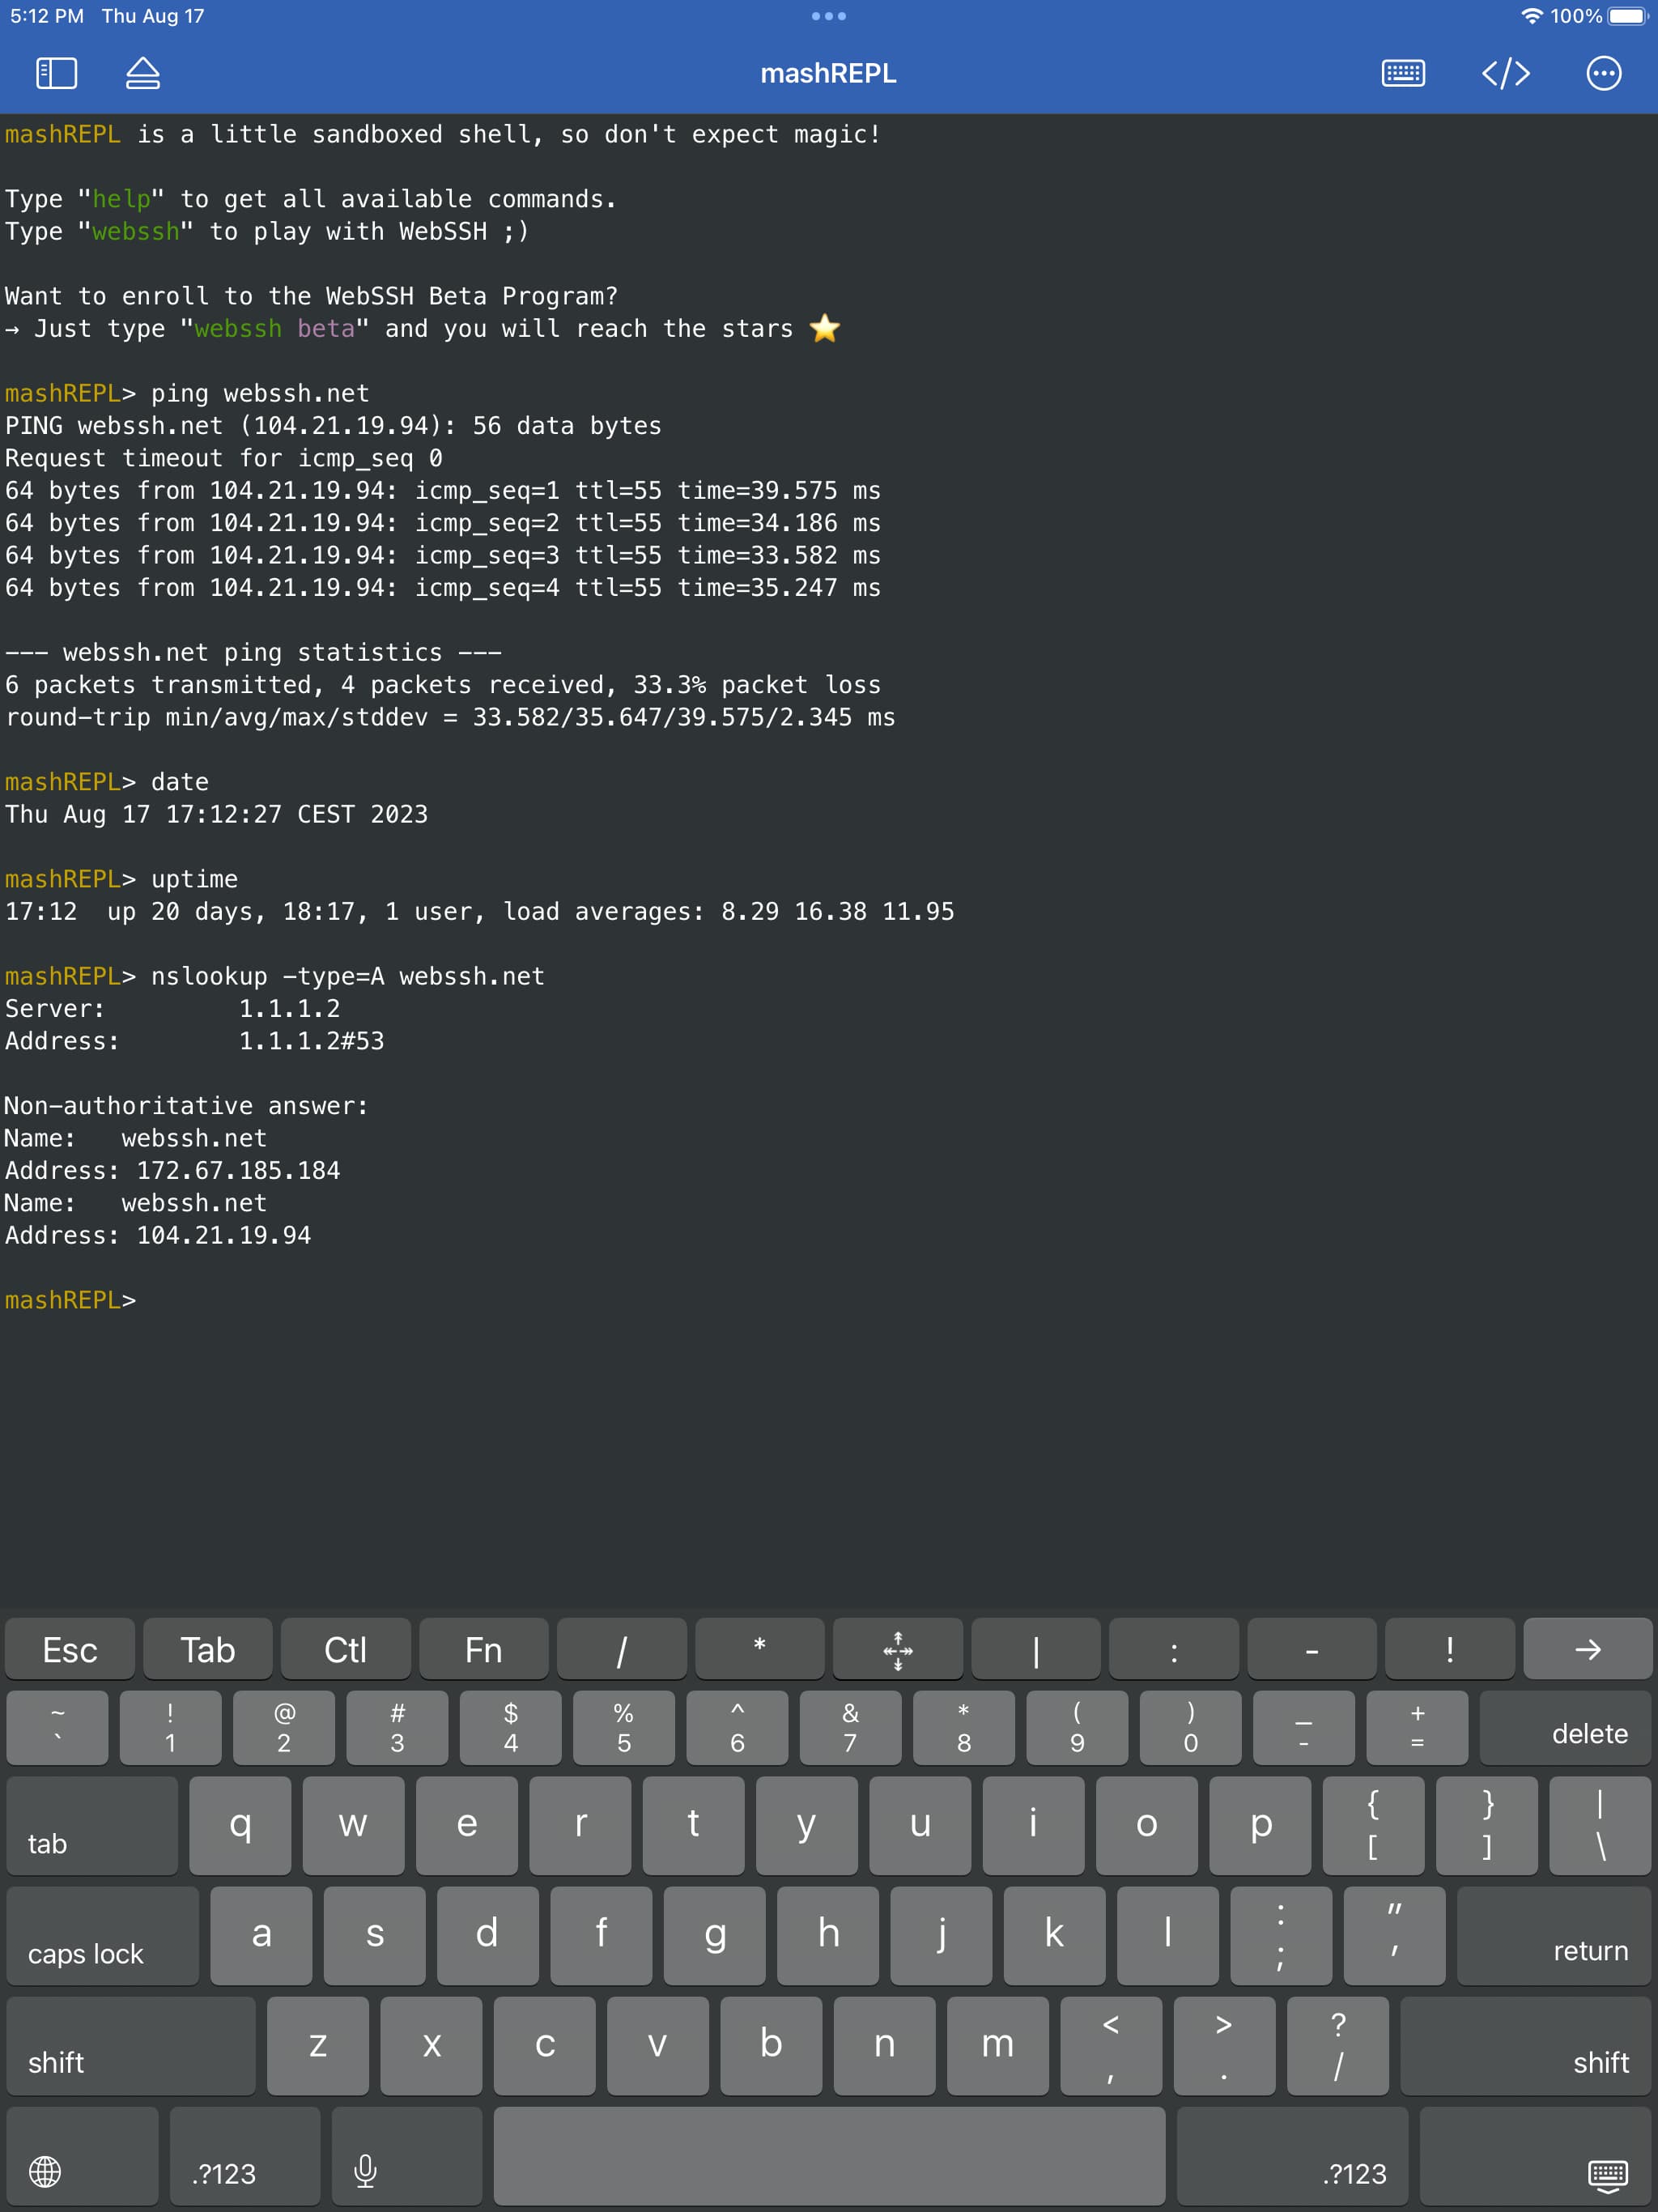 5:12 PM Thu Aug 17
100%
mashREPL
mashREPL is a little sandboxed shell, so don't expect magic!
Type "help" to get all available commands.
Type "webssh" to play with WebSSH ;)
Want to enroll to the WebSSH Beta Program?
→ Just type "webssh beta" and you will reach the stars ⭐
mashREPL> ping webssh.net
PING webssh.net (104.21.19.94): 56 data bytes
Request timeout for icmp_seq 0
64 bytes from 104.21.19.94: icmp_seq=1 ttl=55 time=39.575 ms
64 bytes from 104.21.19.94: icmp_seq=2 ttl=55 time=34.186 ms
64 bytes from 104.21.19.94: icmp_seq=3 ttl=55 time=33.582 ms
64 bytes from 104.21.19.94: icmp_seq=4 ttl=55 time=35.247 ms
--- webssh.net ping statistics ---
6 packets transmitted, 4 packets received, 33.3% packet loss
round-trip min/avg/max/stddev = 33.582/35.647/39.575/2.345 ms
mashREPL> date
Thu Aug 17 17:12:27 CEST 2023
mashREPL> uptime
17:12  up 20 days, 18:17, 1 user, load averages: 8.29 16.38 11.95
mashREPL> nslookup -type=A webssh.net
Server:         1.1.1.2
Address:        1.1.1.2#53
Non-authoritative answer:
Name:   webssh.net
Address: 172.67.185.184
Name:   webssh.net
Address: 104.21.19.94
mashREPL>
Esc Tab Ctl Fn / * | : - ! →
~ ! @ # $ % ^ & * ( ) _ +
` 1 2 3 4 5 6 7 8 9 0 - = delete
tab q w e r t y u i o p { [ } ] | \
caps lock a s d f g h j k l : ; " ' return
shift z x c v b n m < , > . ? / shift
.?123 .?123